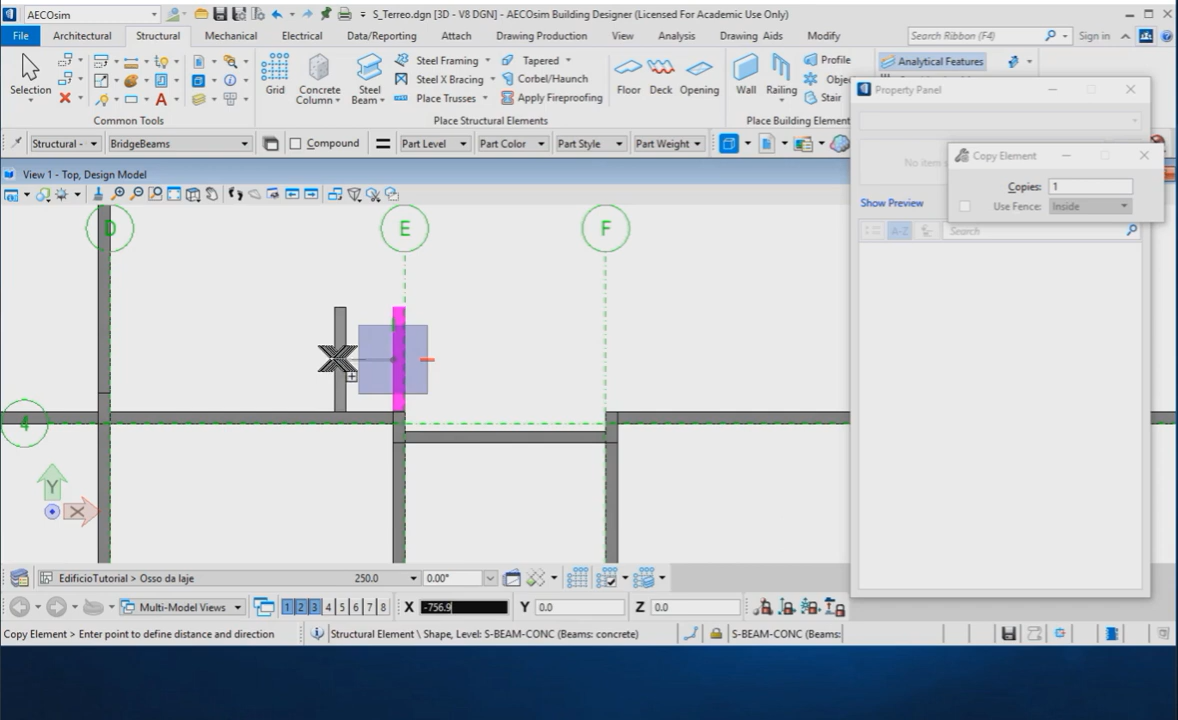 AECOsim
S_Terreo.dgn [3D - V8 DGN] - AECOsim Building Designer (Licensed For Academic Use Only)
File Architectural Structural Mechanical Electrical Data/Reporting Attach Drawing Production View Analysis Drawing Aids Modify Search Ribbon (F4) Sign in
Selection
Common Tools
Grid
Concrete Column
Steel Beam
Steel Framing
Steel X Bracing
Place Trusses
Tapered
Corbel/Haunch
Apply Fireproofing
Place Structural Elements
Floor Deck Opening
Wall Railing
Profile
Obje
Stair
Place Building Element
Analytical Features
Property Panel
Structural - BridgeBeams Compound Part Level Part Color Part Style Part Weight
No item
Copy Element
Copies: 1
Use Fence: Inside
Show Preview
A-Z Search
View 1 - Top, Design Model
D E F
4
Y
X
EdificioTutorial > Osso da laje 250.0 0.00°
Multi-Model Views 1 2 3 4 5 6 7 8 X -756.9 Y 0.0 Z 0.0
Copy Element > Enter point to define distance and direction Structural Element \ Shape, Level: S-BEAM-CONC (Beams: concrete) S-BEAM-CONC (Beams: